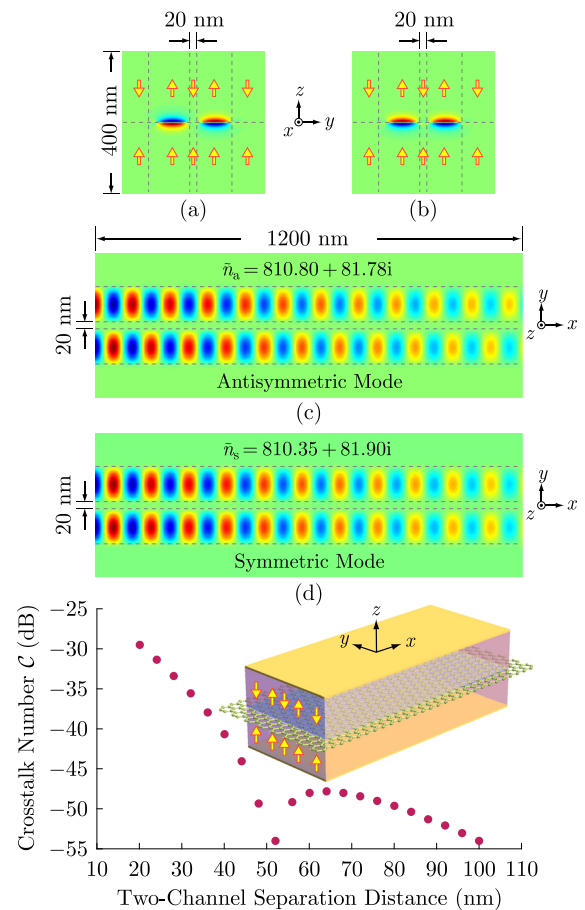 20 nm
20 nm
400 nm
z
x
y
(a)
(b)
1200 nm
ñₐ = 810.80 + 81.78i
20 nm
y
z
x
Antisymmetric Mode
(c)
ñₛ = 810.35 + 81.90i
20 nm
y
z
x
Symmetric Mode
(d)
Crosstalk Number 𝒞 (dB)
−25
−30
−35
−40
−45
−50
−55
z
y
x
10 20 30 40 50 60 70 80 90 100 110
Two-Channel Separation Distance (nm)